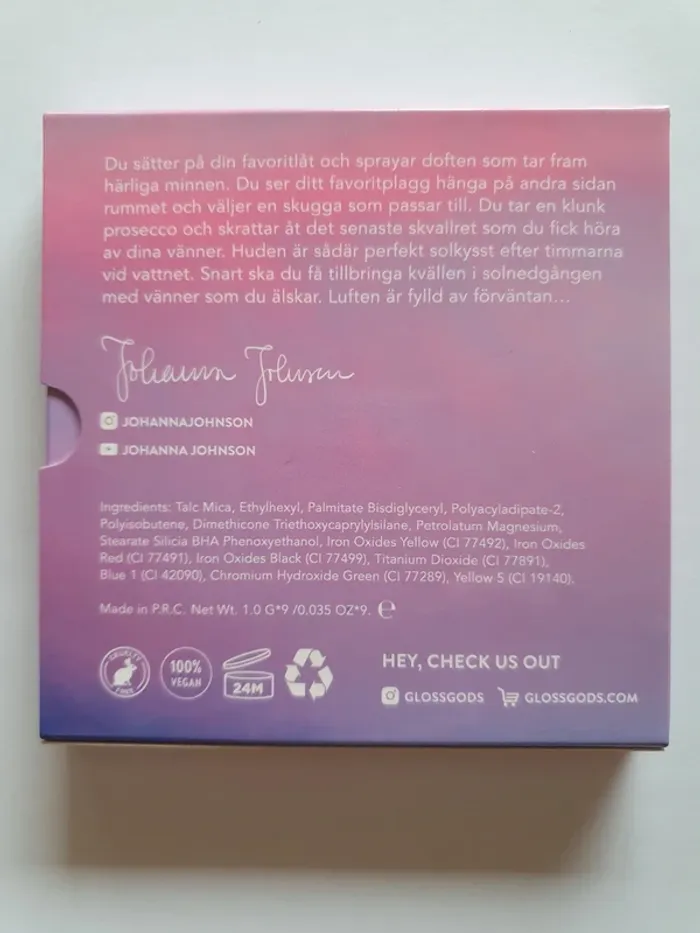 Du sätter på din favoritlåt och sprayar doften som tar fram
härliga minnen. Du ser ditt favoritplagg hänga på andra sidan
rummet och väljer en skugga som passar till. Du tar en klunk
prosecco och skrattar åt det senaste skvallret som du fick höra
av dina vänner. Huden är sådär perfekt solkysst efter timmarna
vid vattnet. Snart ska du få tillbringa kvällen i solnedgången
med vänner som du älskar. Luften är fylld av förväntan...
Johanna Johnson
JOHANNAJOHNSON
JOHANNA JOHNSON
Ingredients: Talc Mica, Ethylhexyl, Palmitate Bisdiglyceryl, Polyacyladipate-2,
Polyisobutene, Dimethicone Triethoxycaprylylsilane, Petrolatum Magnesium,
Stearate Silicia BHA Phenoxyethanol, Iron Oxides Yellow (CI 77492), Iron Oxides
Red (CI 77491), Iron Oxides Black (CI 77499), Titanium Dioxide (CI 77891),
Blue 1 (CI 42090), Chromium Hydroxide Green (CI 77289), Yellow 5 (CI 19140).
Made in P.R.C. Net Wt. 1.0 G*9 /0.035 OZ*9. ℮
CRUELTY
FREE
100%
VEGAN
24M
HEY, CHECK US OUT
GLOSSGODS
GLOSSGODS.COM